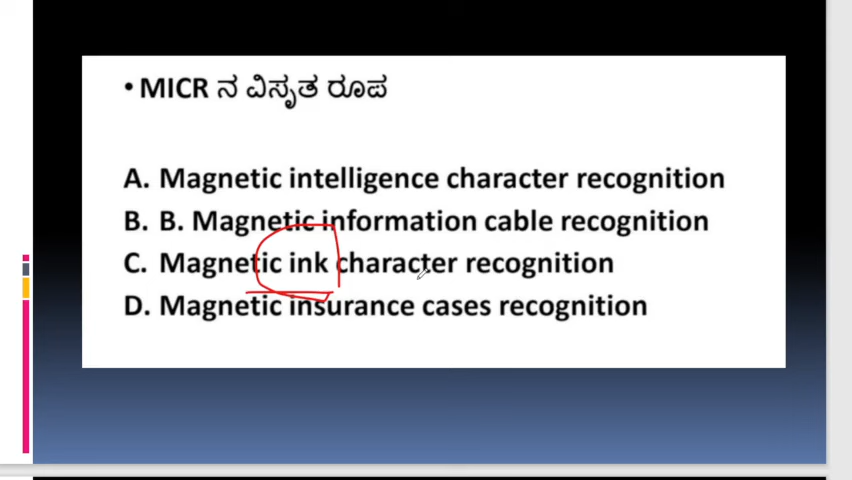 • MICR ನ ವಿಸೃತ ರೂಪ
A. Magnetic intelligence character recognition
B. B. Magnetic information cable recognition
C. Magnetic ink character recognition
D. Magnetic insurance cases recognition